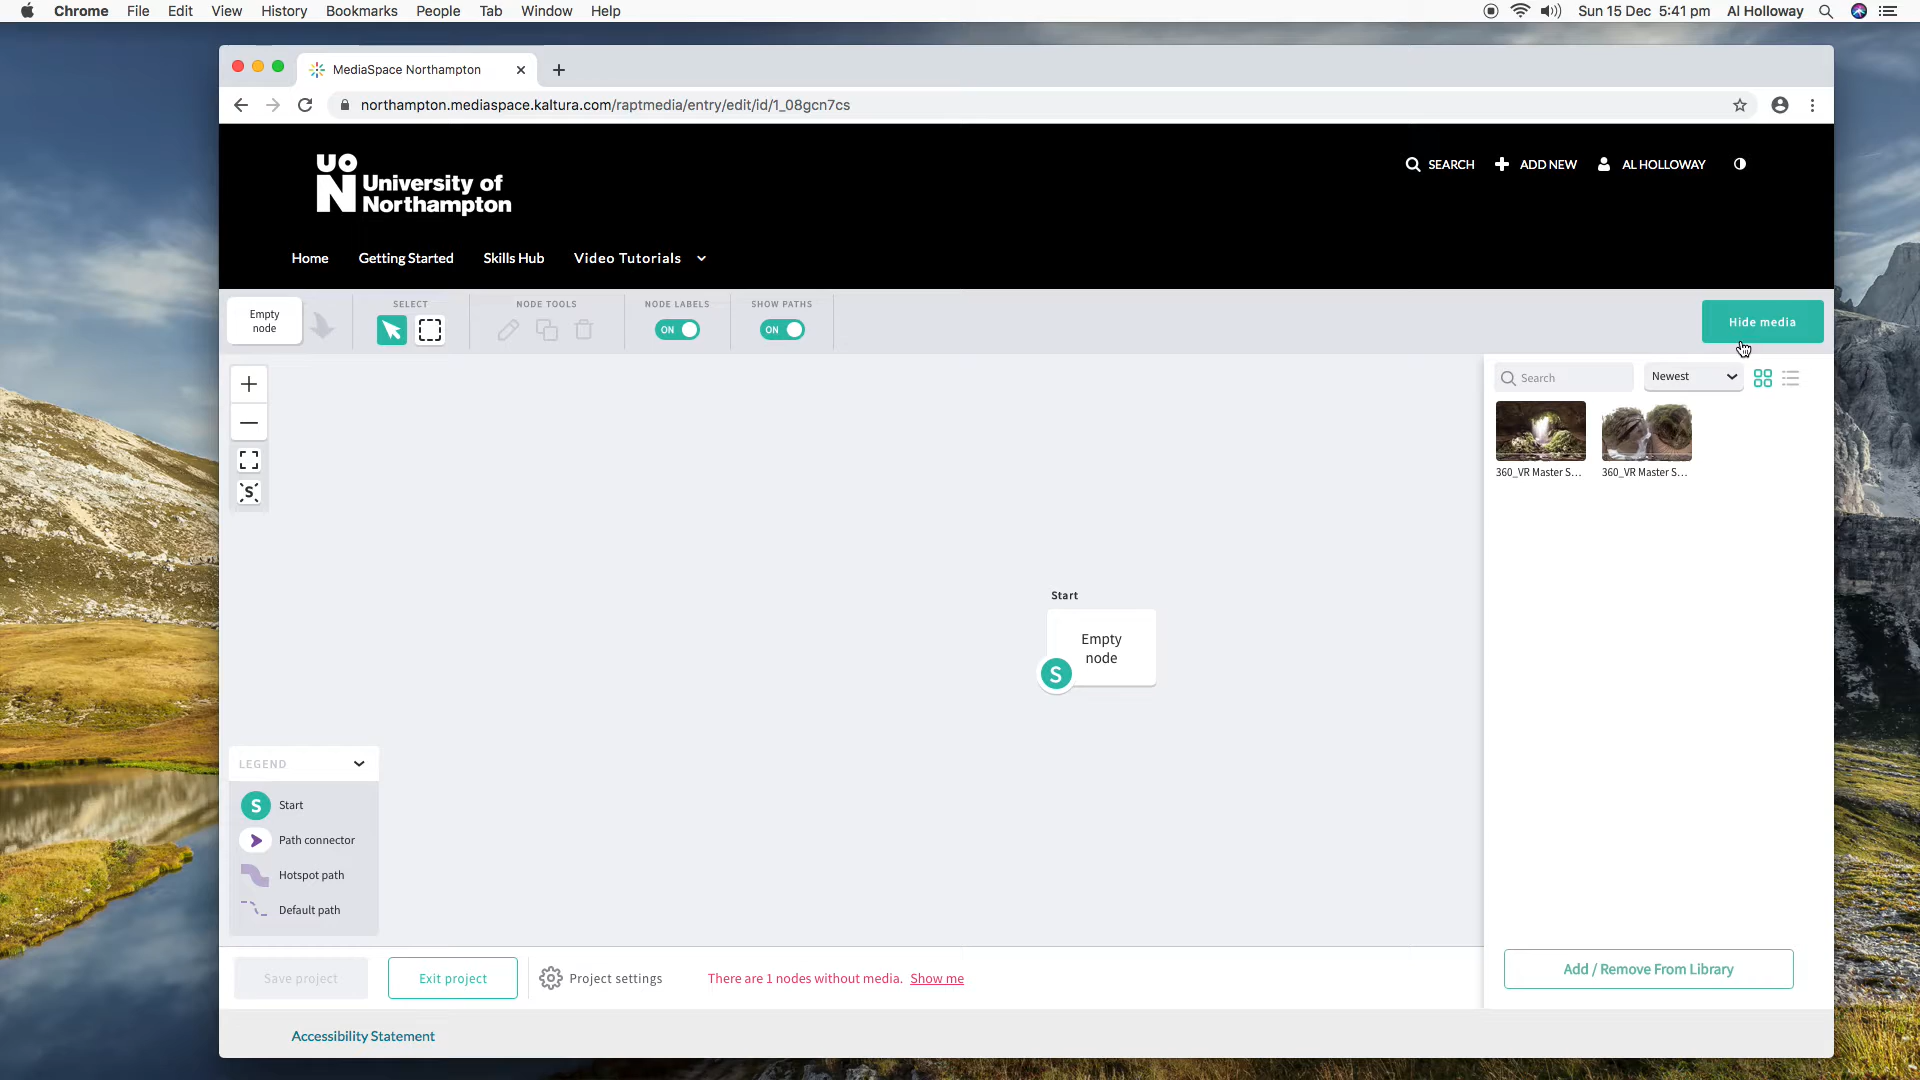 Chrome File Edit View History Bookmarks People Tab Window Help
Sun 15 Dec 5:41 pm Al Holloway
MediaSpace Northampton
northampton.mediaspace.kaltura.com/raptmedia/entry/edit/id/1_08gcn7cs
UON University of Northampton
SEARCH ADD NEW AL HOLLOWAY
Home Getting Started Skills Hub Video Tutorials
Empty node
SELECT
NODE TOOLS
NODE LABELS
ON
SHOW PATHS
ON
Hide media
S
Search
Newest
360_VR Master S...
360_VR Master S...
Start
Empty
node
S
LEGEND
S Start
Path connector
Hotspot path
Default path
Add / Remove From Library
Save project
Exit project
Project settings
There are 1 nodes without media. Show me
Accessibility Statement